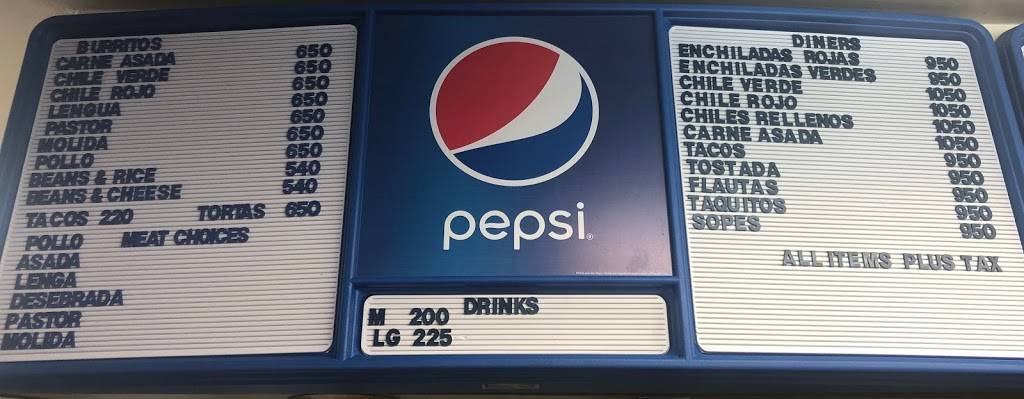 BURRITOS
CARNE ASADA 650
CHILE VERDE 650
CHILE ROJO 650
LENGUA 650
PASTOR 650
MOLIDA 650
POLLO 650
BEANS & RICE 540
BEANS & CHEESE 540
TACOS 220 TORTAS 650
MEAT CHOICES
POLLO
ASADA
LENGA
DESEBRADA
PASTOR
MOLIDA
pepsi
DRINKS
M 200
LG 225
DINERS
ENCHILADAS ROJAS 950
ENCHILADAS VERDES 950
CHILE VERDE 1050
CHILE ROJO 1050
CHILES RELLENOS 1050
CARNE ASADA 1050
TACOS 950
TOSTADA 950
FLAUTAS 950
TAQUITOS 950
SOPES 950
ALL ITEMS PLUS TAX